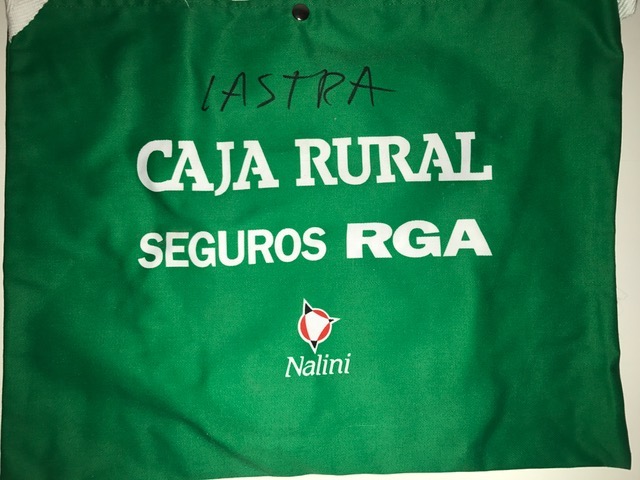 LASTRA
CAJA RURAL
SEGUROS RGA
Nalini